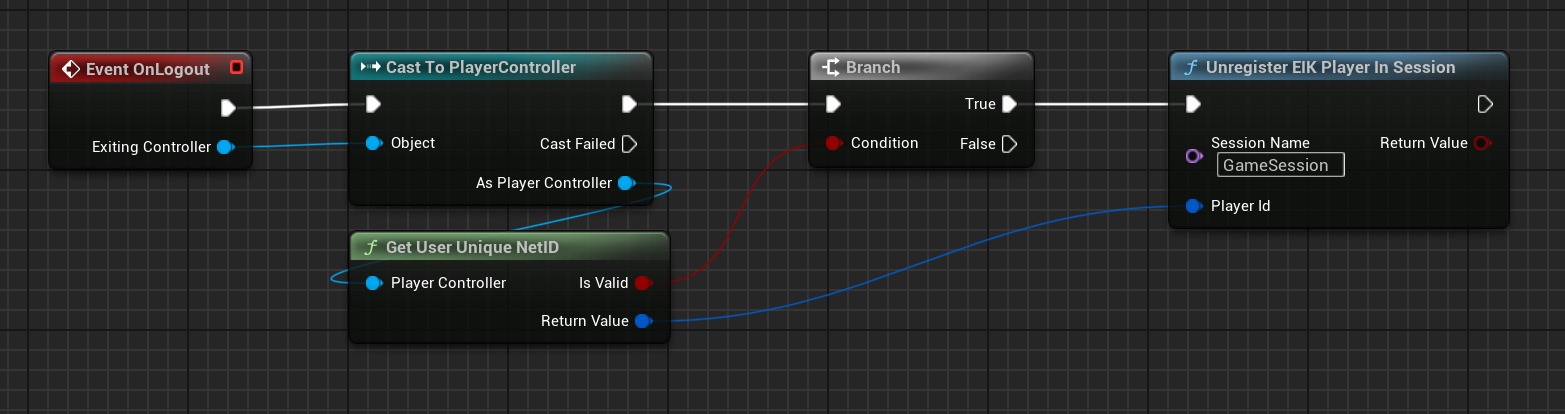 Event OnLogout
Exiting Controller
Cast To PlayerController
Object
Cast Failed
As Player Controller
Get User Unique NetID
Player Controller
Is Valid
Return Value
Branch
True
Condition
False
Unregister EIK Player In Session
Session Name
GameSession
Return Value
Player Id